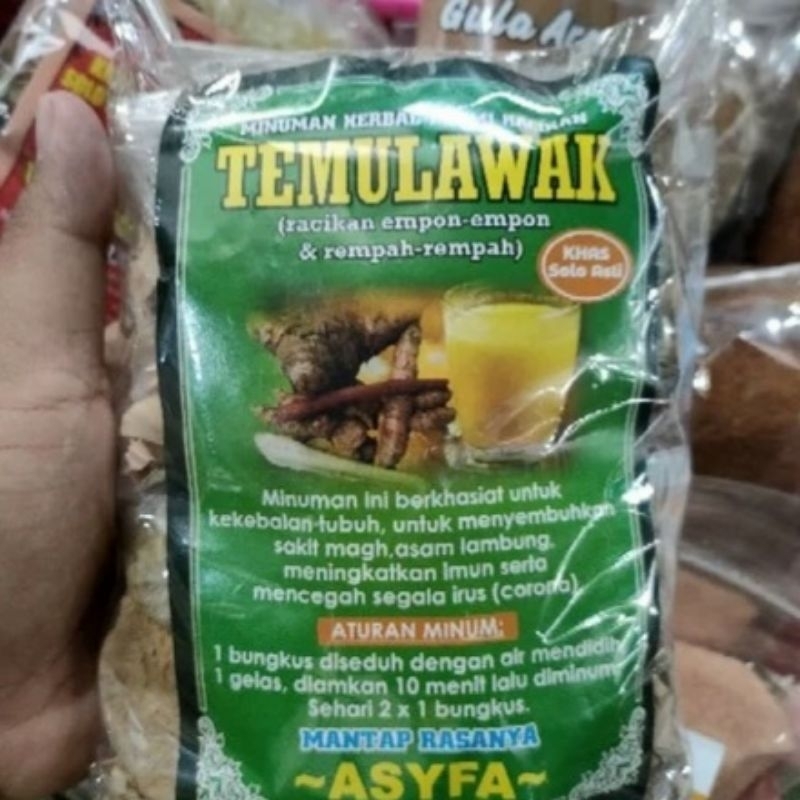 Gula
MINUMAN HERBAL
TEMULAWAK
(racikan empon-empon
& rempah-rempah)
KHAS
Solo Asli
Minuman ini berkhasiat untuk
kekebalan tubuh, untuk menyembuhkan
sakit magh,asam lambung.
meningkatkan imun serta
mencegah segala irus (corona)
ATURAN MINUM:
1 bungkus diseduh dengan air mendidih
1 gelas, diamkan 10 menit lalu diminum
Sehari 2 x 1 bungkus.
MANTAP RASANYA
~ASYFA~